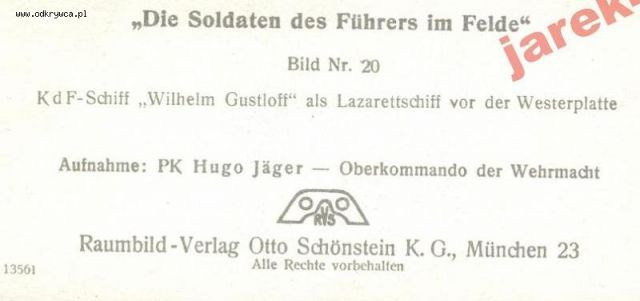 www.odkrywca.pl
„Die Soldaten des Führers im Felde“
jarek
Bild Nr. 20
KdF-Schiff „Wilhelm Gustloff“ als Lazarettschiff vor der Westerplatte
Aufnahme: PK Hugo Jäger — Oberkommando der Wehrmacht
RVS
Raumbild-Verlag Otto Schönstein K. G., München 23
13561
Alle Rechte vorbehalten